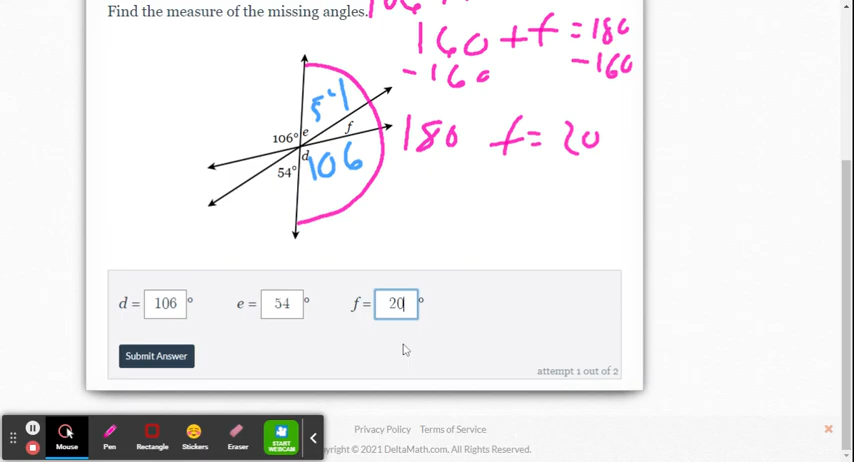 Find the measure of the missing angles.
106
160 + f = 180
-160 -160
180 f = 20
54
106° e f
106
d
54°
d = 106 ° e = 54 ° f = 20 °
Submit Answer
attempt 1 out of 2
Mouse Pen Rectangle Stickers Eraser START WEBCAM
Privacy Policy Terms of Service
pyright © 2021 DeltaMath.com. All Rights Reserved.